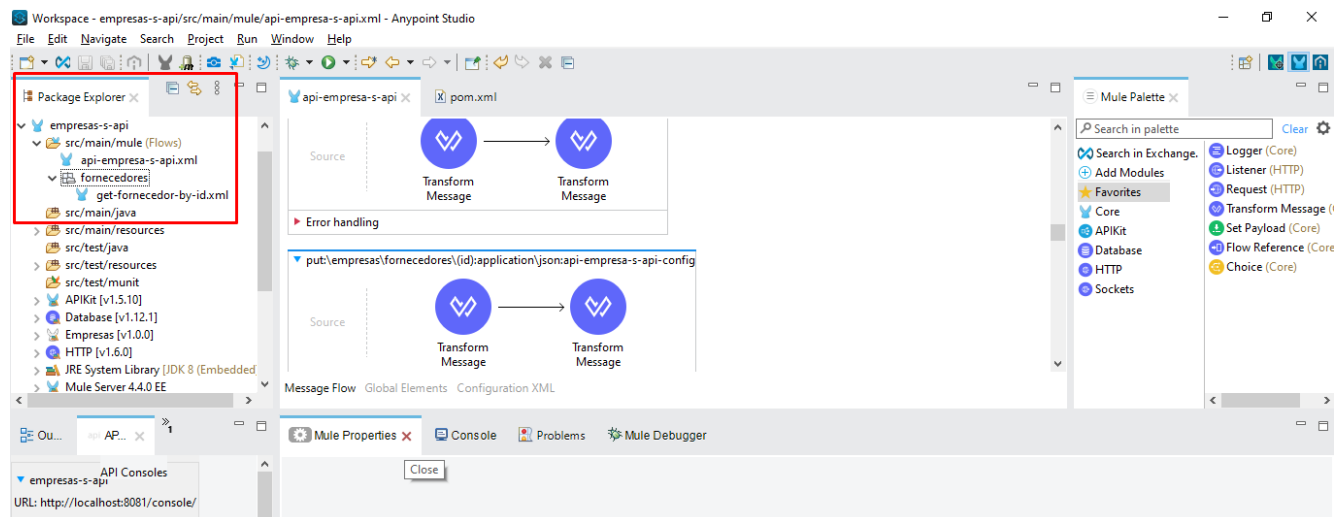 Workspace - empresas-s-api/src/main/mule/api-empresa-s-api.xml - Anypoint Studio
File Edit Navigate Search Project Run Window Help
Package Explorer
empresas-s-api
src/main/mule (Flows)
api-empresa-s-api.xml
fornecedores
get-fornecedor-by-id.xml
src/main/java
src/main/resources
src/test/java
src/test/resources
src/test/munit
APIKit [v1.5.10]
Database [v1.12.1]
Empresas [v1.0.0]
HTTP [v1.6.0]
JRE System Library [JDK 8 (Embedded
Mule Server 4.4.0 EE
api-empresa-s-api
pom.xml
Source
Transform Message
Transform Message
Error handling
put:\empresas\fornecedores\(id):application\json:api-empresa-s-api-config
Source
Transform Message
Transform Message
Message Flow Global Elements Configuration XML
Mule Palette
Search in palette
Clear
Search in Exchange.
Add Modules
Favorites
Core
APIKit
Database
HTTP
Sockets
Logger (Core)
Listener (HTTP)
Request (HTTP)
Transform Message (
Set Payload (Core)
Flow Reference (Core
Choice (Core)
Ou...
API AP...
1
API Consoles
empresas-s-api
URL: http://localhost:8081/console/
Mule Properties
Console
Problems
Mule Debugger
Close